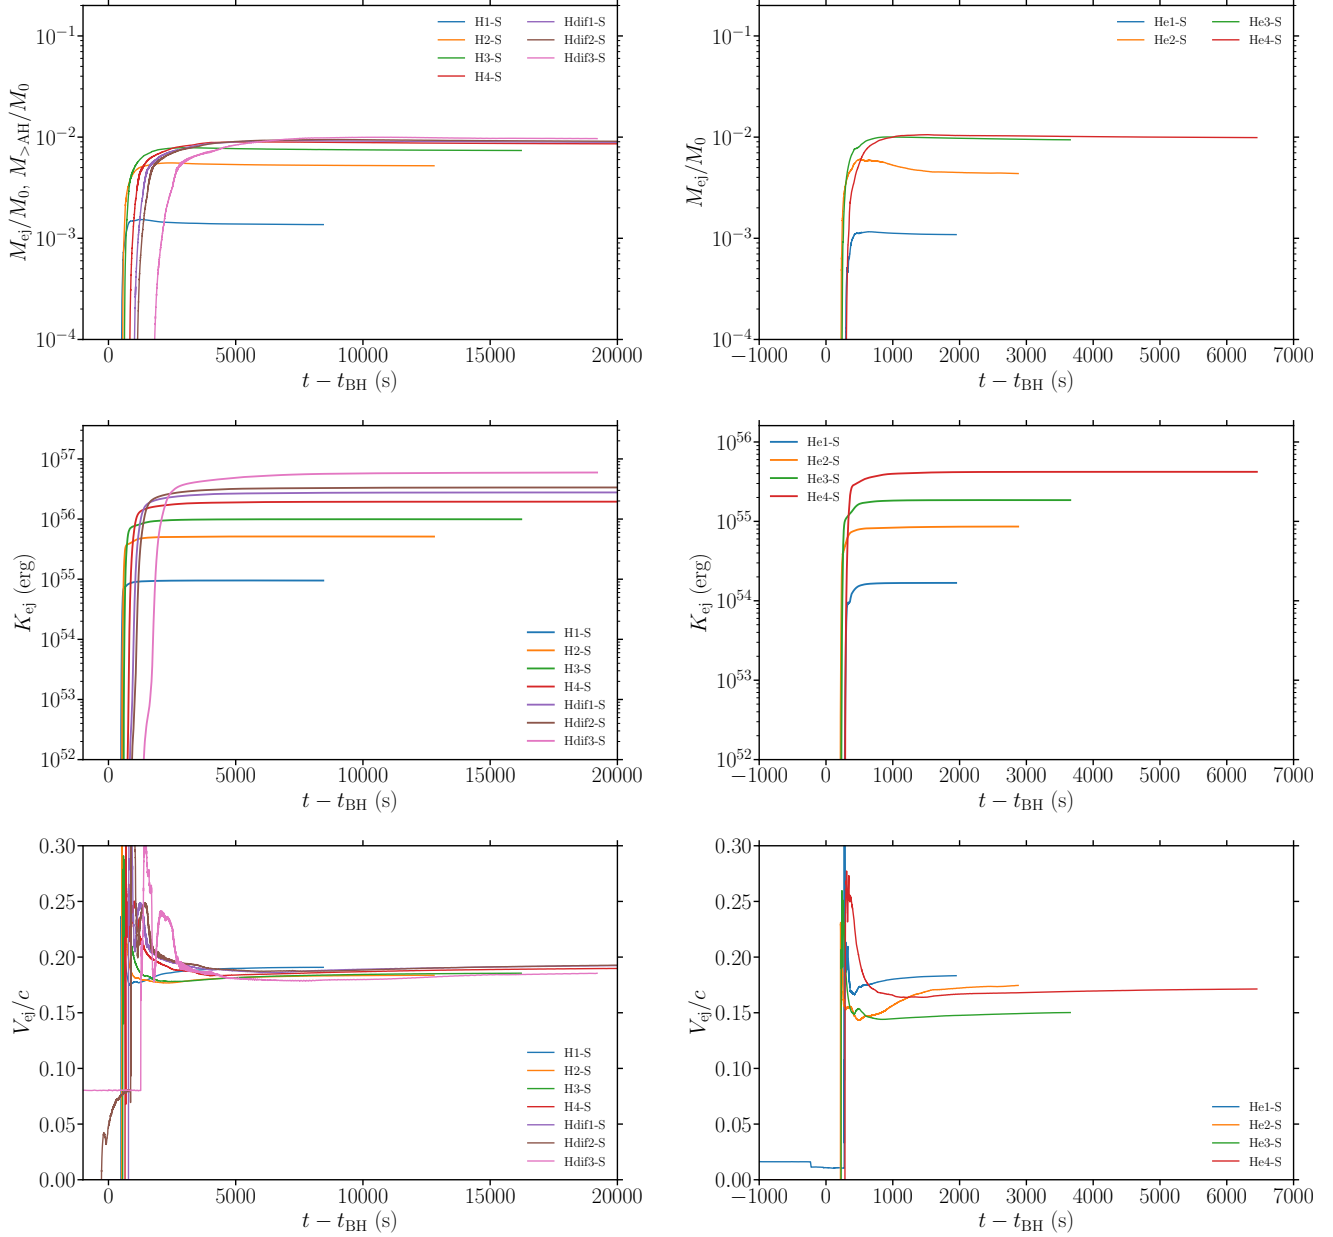 M_ej/M_0, M_>AH/M_0
10^−1
10^−2
10^−3
10^−4
H1-S
H2-S
H3-S
H4-S
Hdif1-S
Hdif2-S
Hdif3-S
0 5000 10000 15000 20000
t − t_BH (s)
M_ej/M_0
10^−1
10^−2
10^−3
10^−4
He1-S
He2-S
He3-S
He4-S
−1000 0 1000 2000 3000 4000 5000 6000 7000
t − t_BH (s)
K_ej (erg)
10^57
10^56
10^55
10^54
10^53
10^52
H1-S
H2-S
H3-S
H4-S
Hdif1-S
Hdif2-S
Hdif3-S
0 5000 10000 15000 20000
t − t_BH (s)
K_ej (erg)
10^56
10^55
10^54
10^53
10^52
He1-S
He2-S
He3-S
He4-S
−1000 0 1000 2000 3000 4000 5000 6000 7000
t − t_BH (s)
V_ej/c
0.30
0.25
0.20
0.15
0.10
0.05
0.00
H1-S
H2-S
H3-S
H4-S
Hdif1-S
Hdif2-S
Hdif3-S
0 5000 10000 15000 20000
t − t_BH (s)
V_ej/c
0.30
0.25
0.20
0.15
0.10
0.05
0.00
He1-S
He2-S
He3-S
He4-S
−1000 0 1000 2000 3000 4000 5000 6000 7000
t − t_BH (s)